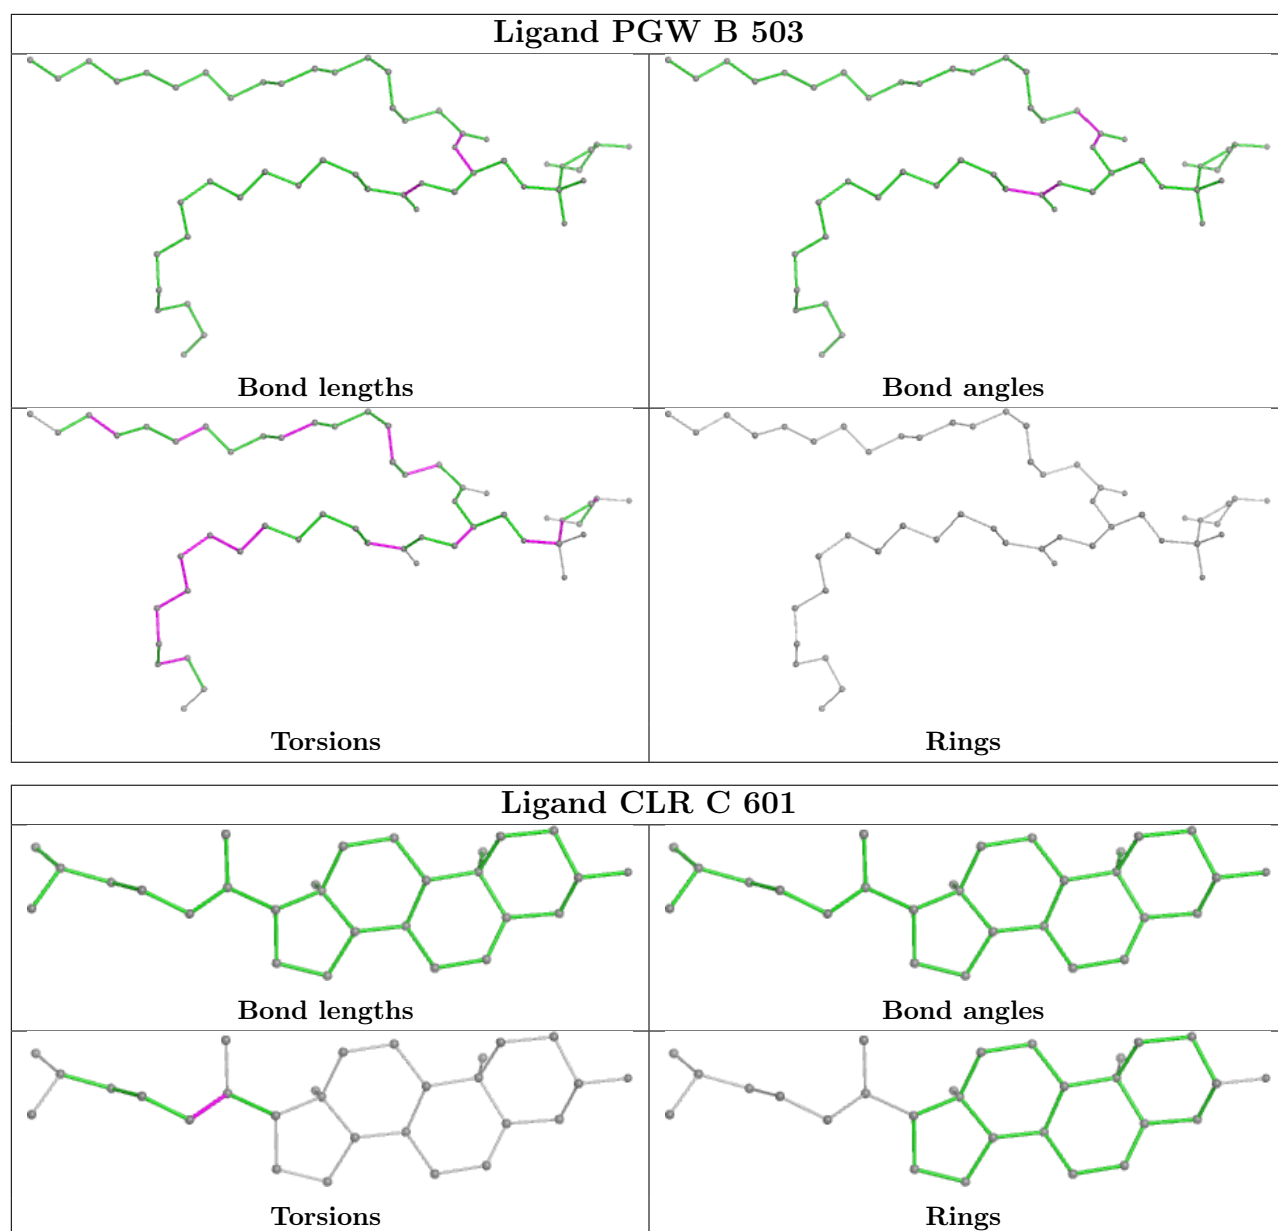 Ligand PGW B 503
Bond lengths
Bond angles
Torsions
Rings
Ligand CLR C 601
Bond lengths
Bond angles
Torsions
Rings